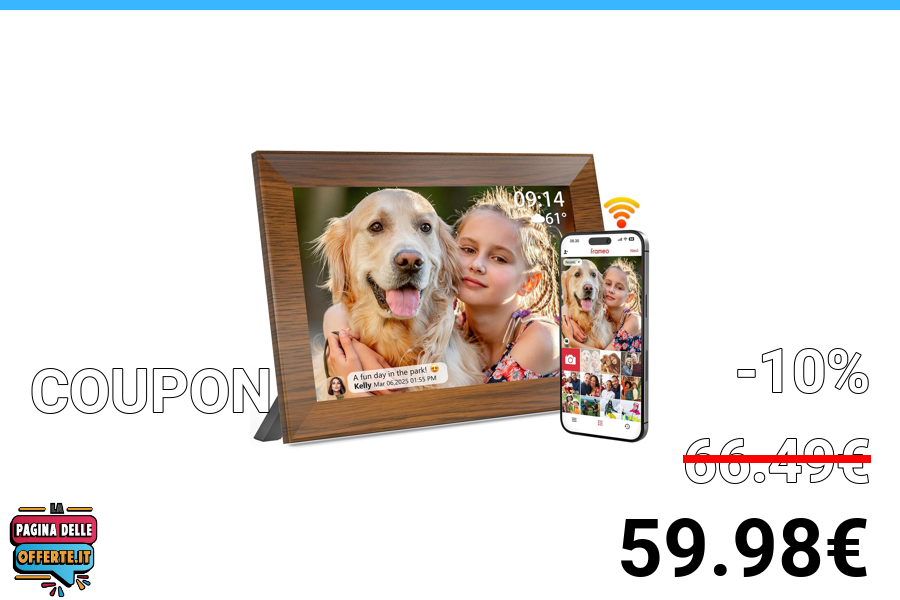 09:14
61°
A fun day in the park! 😍
Kelly Mar 06,2025 01:55 PM
frameo
COUPON
-10%
66.49€
59.98€
LA
PAGINA DELLE
OFFERTE.IT